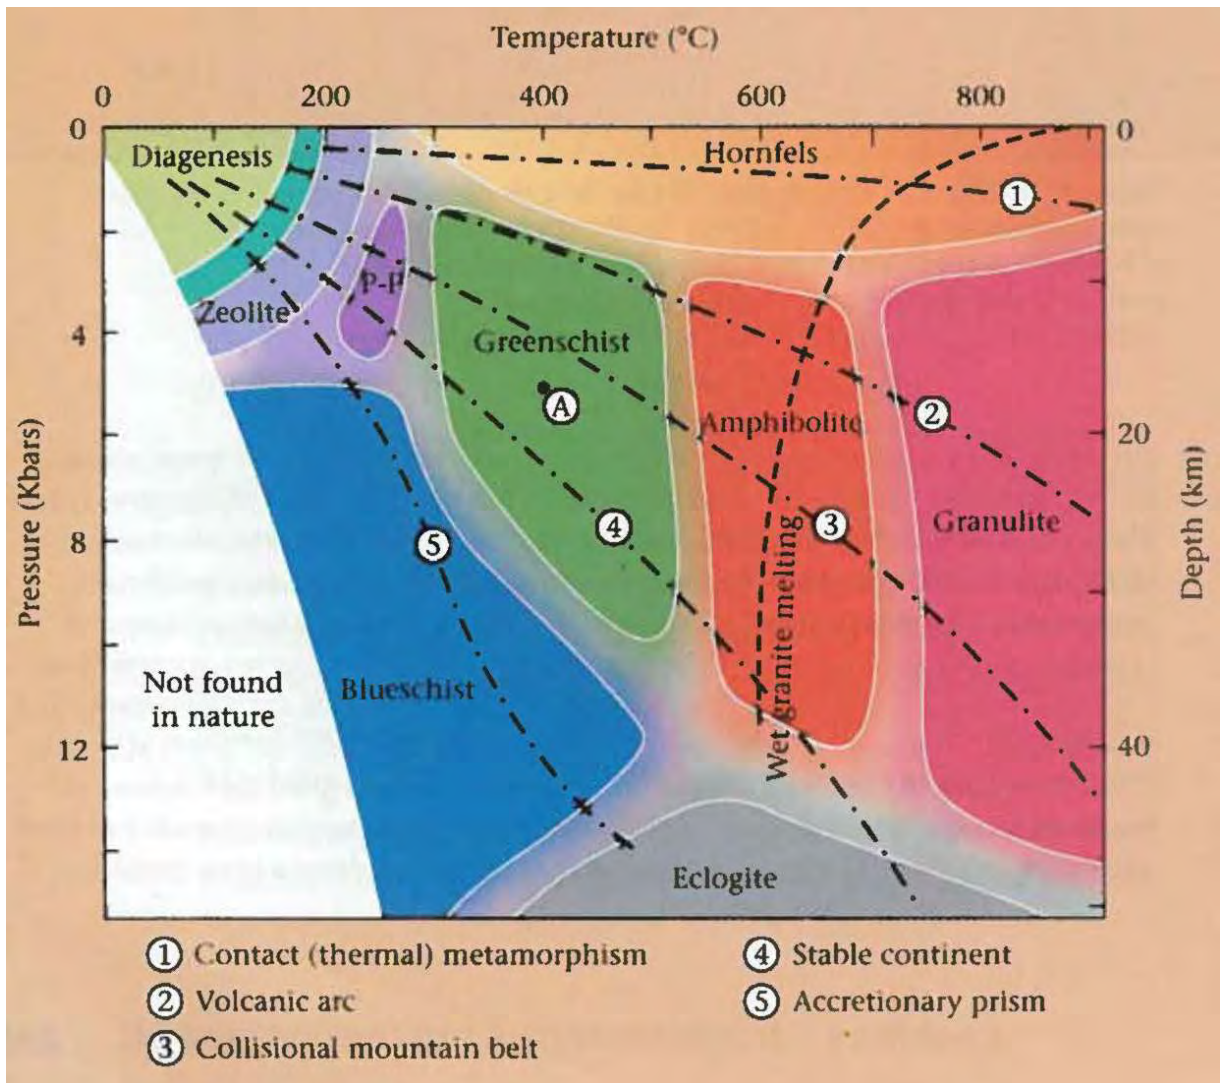 Temperature (°C)
0 200 400 600 800
0 0
Diagenesis
Hornfels
1
P-P
Zeolite
4
Greenschist
A
2
Amphibolite
20
Pressure (Kbars)
Depth (km)
8
5
4
3
Granulite
Wet granite melting
Blueschist
Not found
in nature
12
40
Eclogite
1 Contact (thermal) metamorphism
2 Volcanic arc
3 Collisional mountain belt
4 Stable continent
5 Accretionary prism